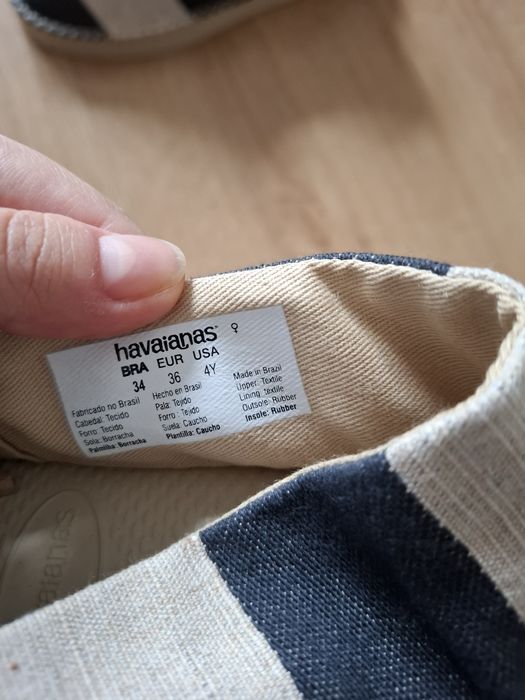 havaianas ♀
BRA EUR USA
34 36 4Y
Fabricado no Brasil
Cabedal: Tecido
Forro: Tecido
Sola: Borracha
Palmilha: Borracha
Hecho en Brasil
Pala: Tejido
Forro: Tejido
Suela: Caucho
Plantilla: Caucho
Made in Brazil
Upper: Textile
Lining: textile
Outsole: Rubber
Insole: Rubber
havaianas